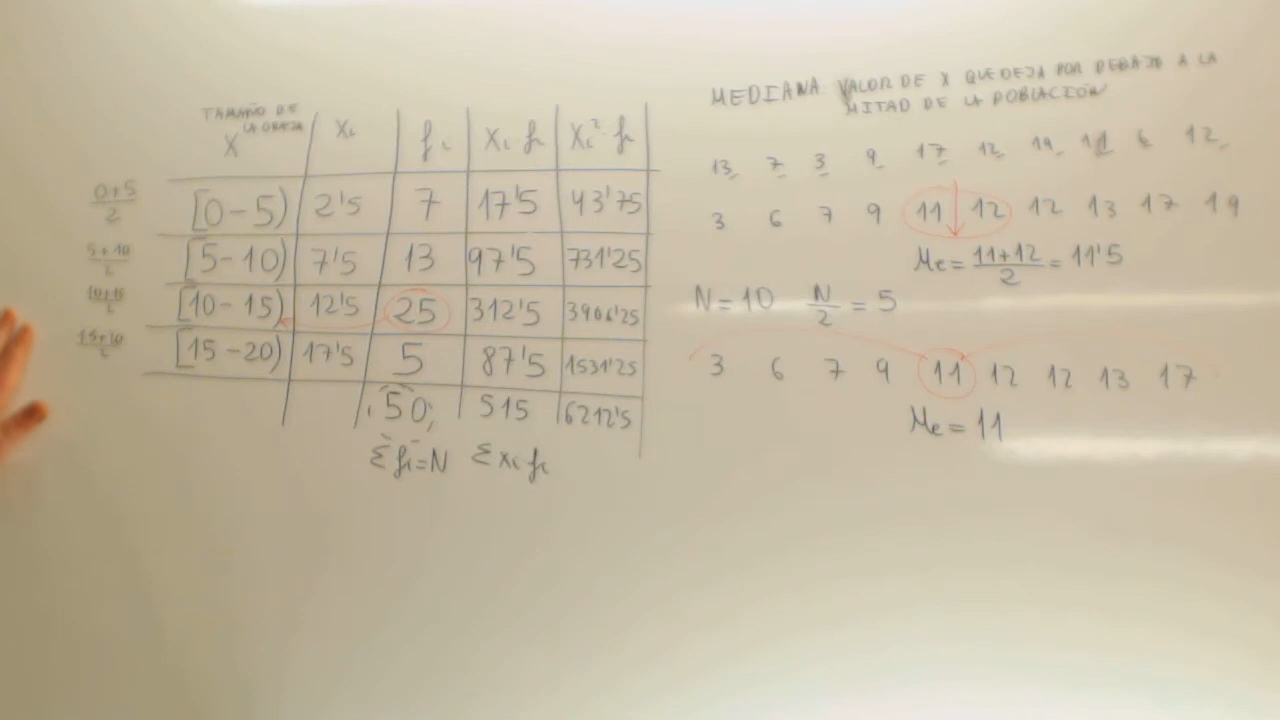 TAMAÑO DE
LA OREJA
X xi fi xi fi xi² fi
0+5/2 [0-5) 2'5 7 17'5 43'75
5+10/2 [5-10) 7'5 13 97'5 731'25
10+15/2 [10-15) 12'5 25 312'5 3906'25
[15-20) 17'5 5 87'5 1531'25
50 515 6212'5
Σfi=N Σxi fi
MEDIANA VALOR DE X QUE DEJA POR DEBAJO A LA
MITAD DE LA POBLACIÓN
13 7 3 9 17 12 19 11 6 12
3 6 7 9 11 12 12 13 17 19
Me = 11+12/2 = 11'5
N=10 N/2 = 5
3 6 7 9 11 12 12 13 17
Me = 11